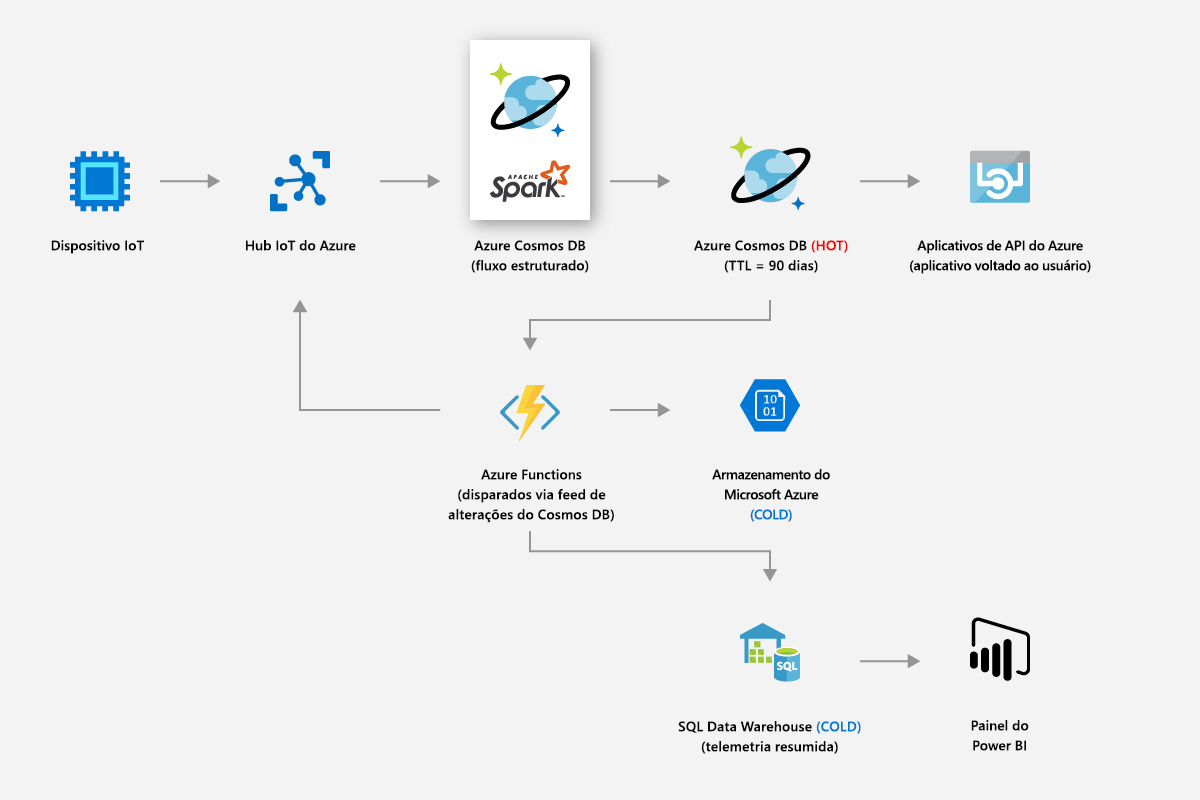 APACHE
Spark™
Dispositivo IoT
Hub IoT do Azure
Azure Cosmos DB
(fluxo estruturado)
Azure Cosmos DB (HOT)
(TTL = 90 dias)
Aplicativos de API do Azure
(aplicativo voltado ao usuário)
10
01
Azure Functions
(disparados via feed de
alterações do Cosmos DB)
Armazenamento do
Microsoft Azure
(COLD)
SQL
SQL Data Warehouse (COLD)
(telemetria resumida)
Painel do
Power BI